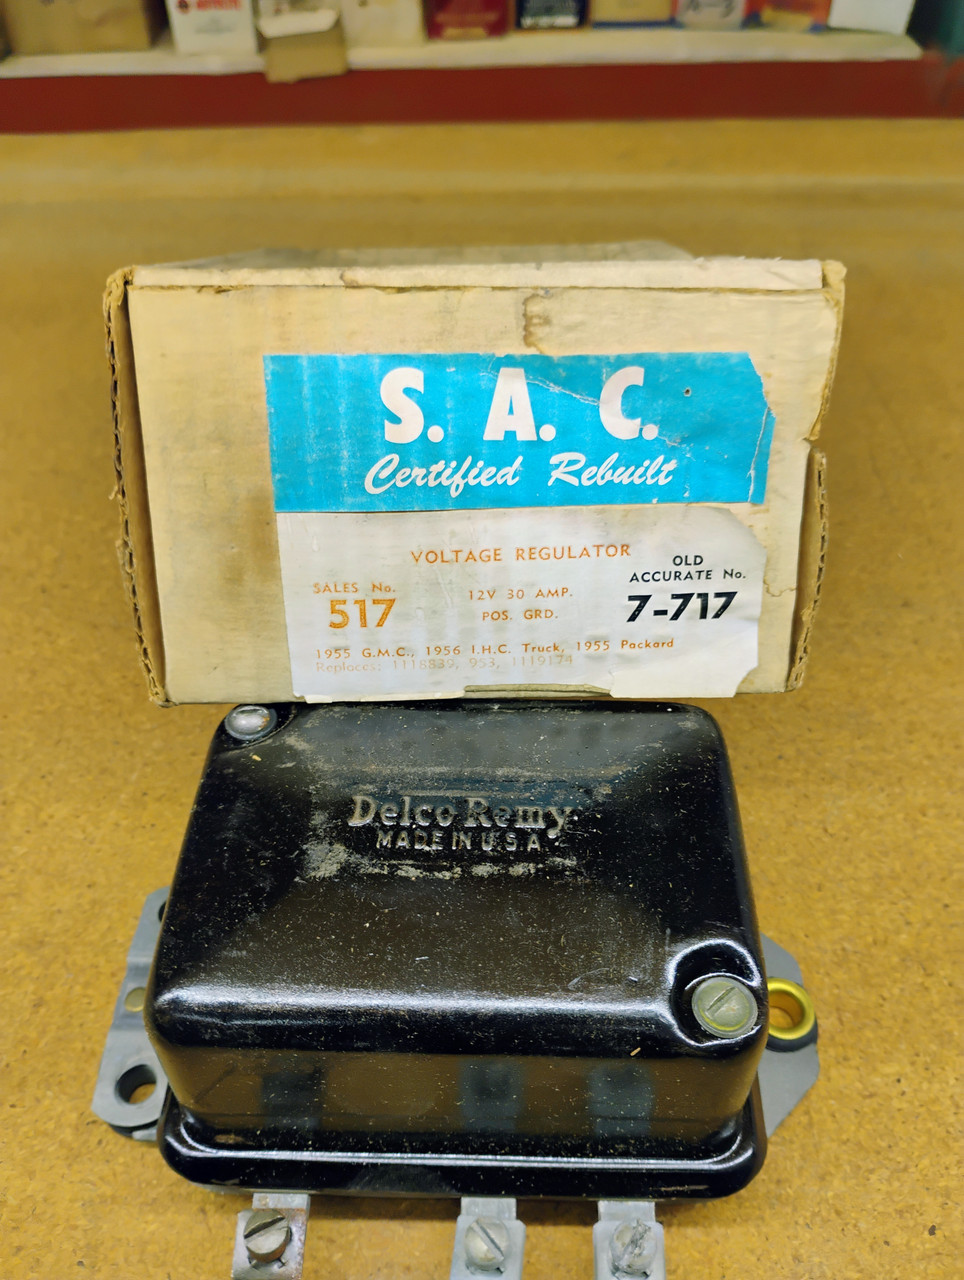 S. A. C.
Certified Rebuilt
VOLTAGE REGULATOR
OLD
ACCURATE No.
7-717
SALES No.
517
12V 30 AMP.
POS. GRD.
1955 G.M.C., 1956 I.H.C. Truck, 1955 Packard
Replaces: 1118839, 953, 1119174
Delco Remy
MADE IN U.S.A